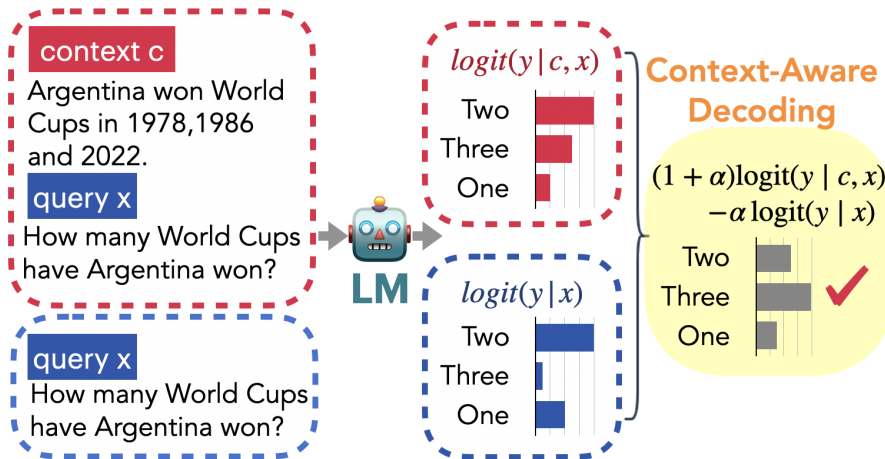 context c
Argentina won World
Cups in 1978,1986
and 2022.
query x
How many World Cups
have Argentina won?
query x
How many World Cups
have Argentina won?
LM
logit(y|c,x)
Two
Three
One
logit(y|x)
Two
Three
One
Context-Aware
Decoding
(1 + α)logit(y | c, x)
−α logit(y | x)
Two
Three
One